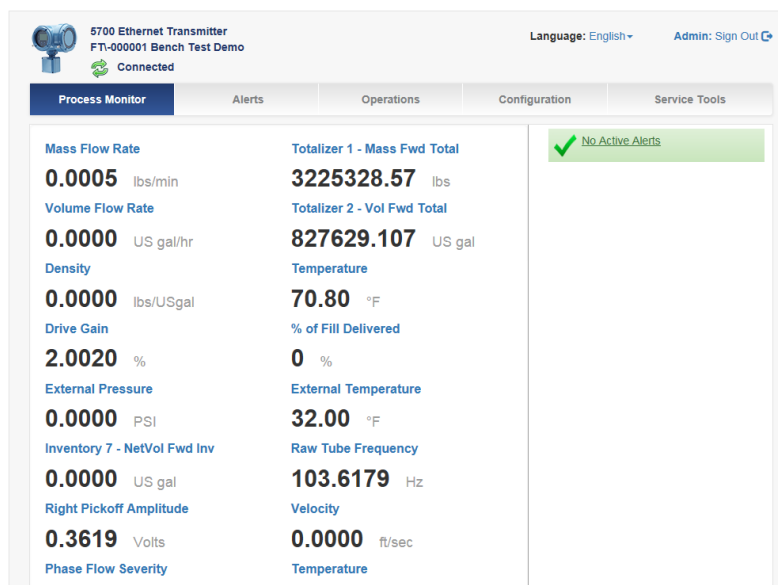 5700 Ethernet Transmitter
FT\-000001 Bench Test Demo
Connected
Language: English
Admin: Sign Out
Process Monitor
Alerts
Operations
Configuration
Service Tools
Mass Flow Rate
0.0005 lbs/min
Totalizer 1 - Mass Fwd Total
3225328.57 lbs
Volume Flow Rate
0.0000 US gal/hr
Totalizer 2 - Vol Fwd Total
827629.107 US gal
Density
0.0000 lbs/USgal
Temperature
70.80 °F
Drive Gain
2.0020 %
% of Fill Delivered
0 %
External Pressure
0.0000 PSI
External Temperature
32.00 °F
Inventory 7 - NetVol Fwd Inv
0.0000 US gal
Raw Tube Frequency
103.6179 Hz
Right Pickoff Amplitude
0.3619 Volts
Velocity
0.0000 ft/sec
Phase Flow Severity
Temperature
No Active Alerts